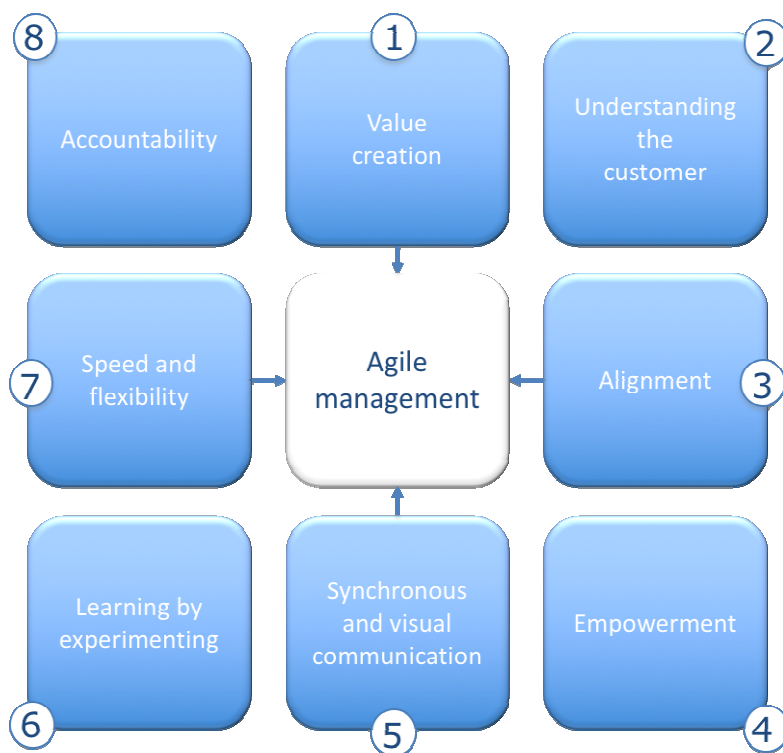 8
1
2
Accountability
Value
creation
Understanding
the
customer
7
Speed and
flexibility
Agile
management
Alignment
3
Learning by
experimenting
Synchronous
and visual
communication
Empowerment
6
5
4